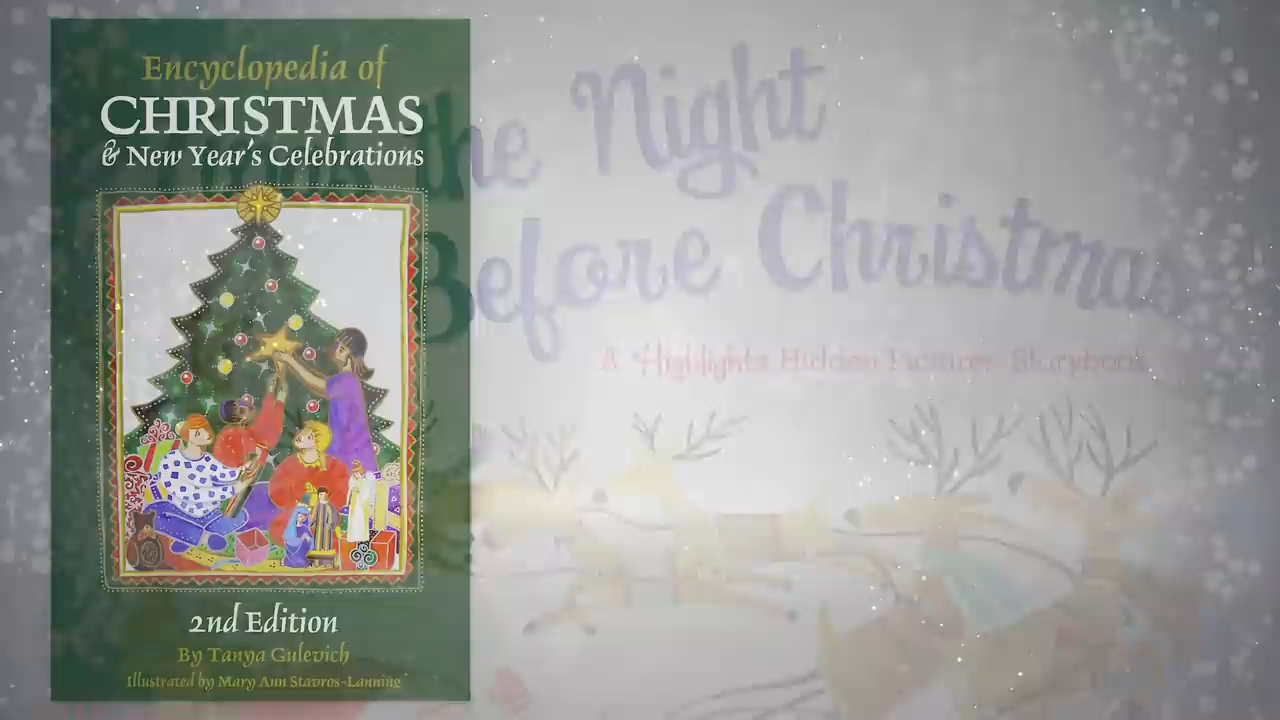 Encyclopedia of
CHRISTMAS
& New Year's Celebrations
2nd Edition
By Tanya Gulevich
Illustrated by Mary Ann Stavros-Lanning
the Night
Before Christmas
A Highlights Hidden Pictures Storybook